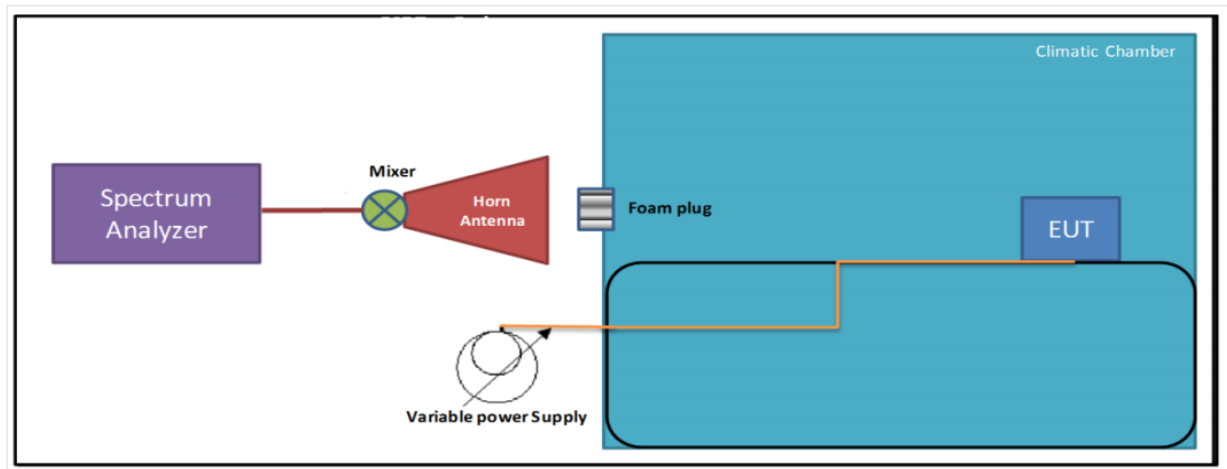 Climatic Chamber
Mixer
Spectrum
Analyzer
Horn
Antenna
Foam plug
EUT
Variable power Supply